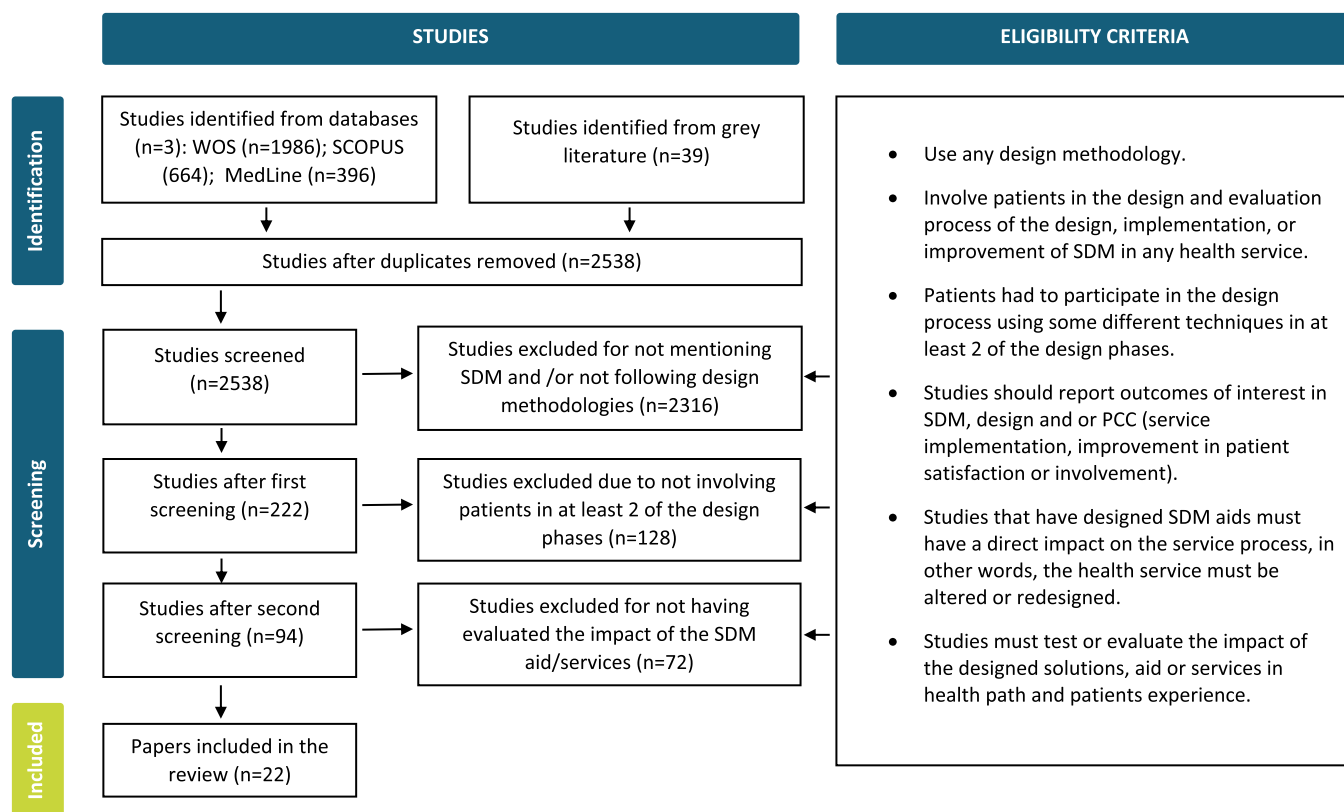 STUDIES
ELIGIBILITY CRITERIA
Identification
Studies identified from databases
(n=3): WOS (n=1986); SCOPUS
(664);  MedLine (n=396)
Studies identified from grey
literature (n=39)
Studies after duplicates removed (n=2538)
Screening
Studies screened
(n=2538)
Studies excluded for not mentioning
SDM and /or not following design
methodologies (n=2316)
Studies after first
screening (n=222)
Studies excluded due to not involving
patients in at least 2 of the design
phases (n=128)
Studies after second
screening (n=94)
Studies excluded for not having
evaluated the impact of the SDM
aid/services (n=72)
Included
Papers included in the
review (n=22)
• Use any design methodology.
• Involve patients in the design and evaluation
process of the design, implementation, or
improvement of SDM in any health service.
• Patients had to participate in the design
process using some different techniques in at
least 2 of the design phases.
• Studies should report outcomes of interest in
SDM, design and or PCC (service
implementation, improvement in patient
satisfaction or involvement).
• Studies that have designed SDM aids must
have a direct impact on the service process, in
other words, the health service must be
altered or redesigned.
• Studies must test or evaluate the impact of
the designed solutions, aid or services in
health path and patients experience.